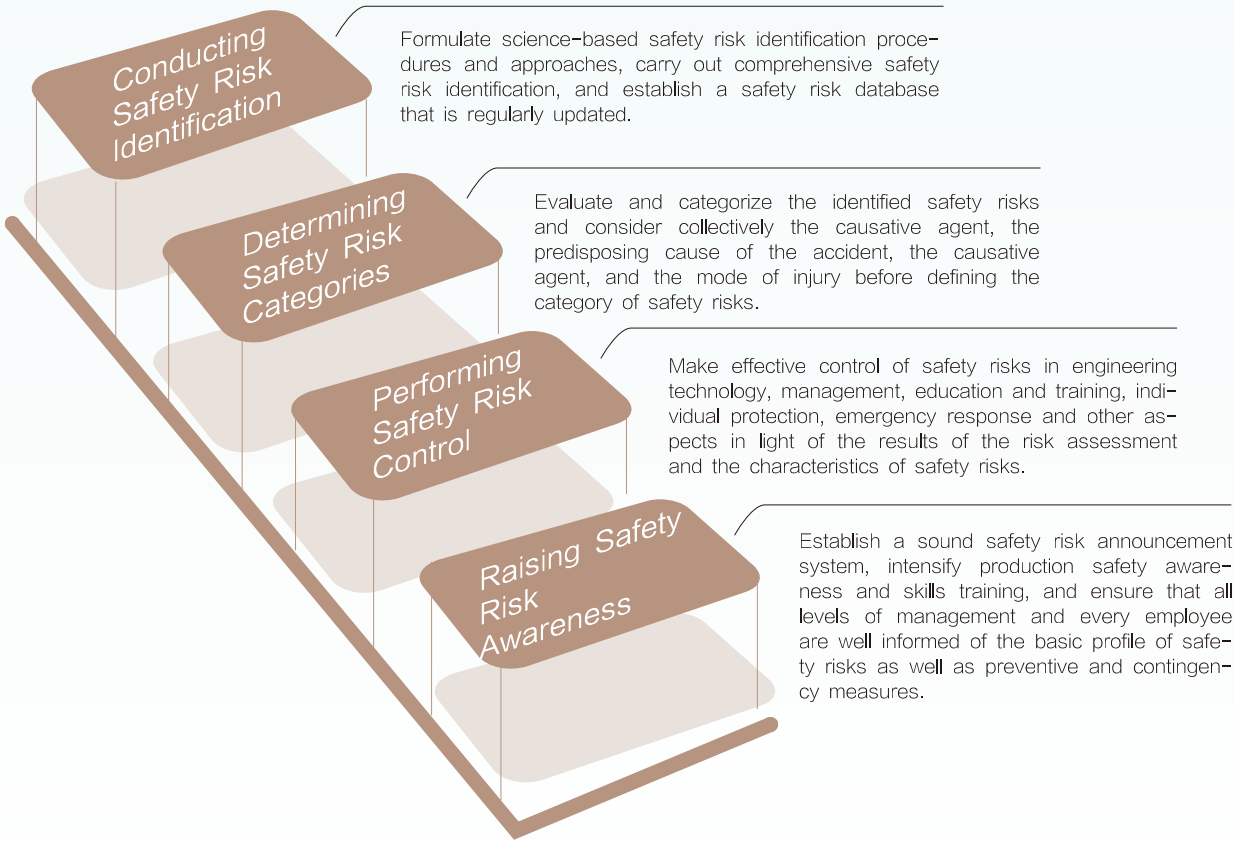 Conducting
Safety Risk
Identification
Formulate science-based safety risk identification proce-
dures and approaches, carry out comprehensive safety
risk identification, and establish a safety risk database
that is regularly updated.
Determining
Safety Risk
Categories
Evaluate and categorize the identified safety risks
and consider collectively the causative agent, the
predisposing cause of the accident, the causative
agent, and the mode of injury before defining the
category of safety risks.
Performing
Safety Risk
Control
Make effective control of safety risks in engineering
technology, management, education and training, indi-
vidual protection, emergency response and other as-
pects in light of the results of the risk assessment
and the characteristics of safety risks.
Raising Safety
Risk
Awareness
Establish a sound safety risk announcement
system, intensify production safety aware-
ness and skills training, and ensure that all
levels of management and every employee
are well informed of the basic profile of safe-
ty risks as well as preventive and contingen-
cy measures.